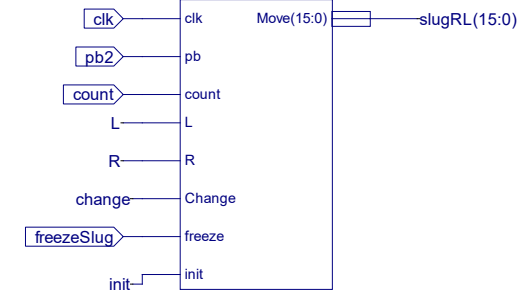 clk clk Move(15:0) slugRL(15:0)
pb2 pb
count count
L L
R R
change Change
freezeSlug freeze
init init